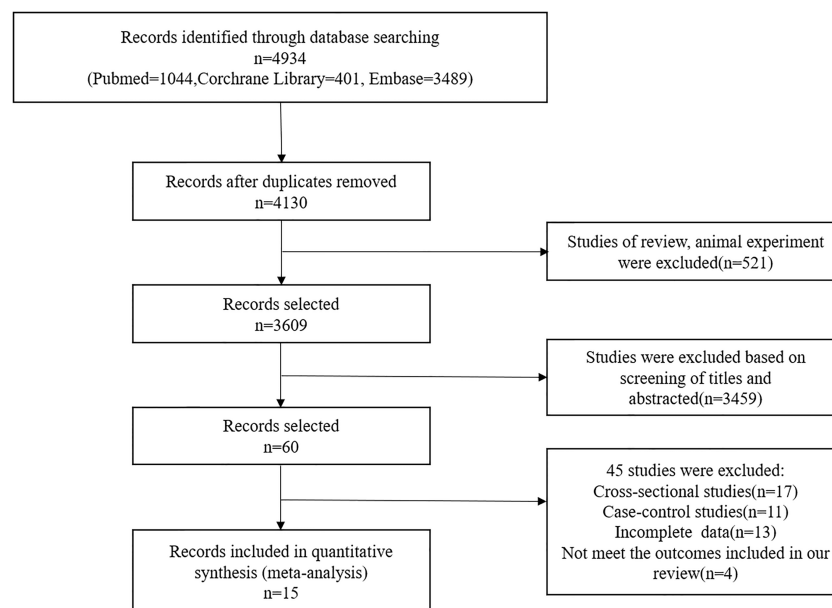 Records identified through database searching
n=4934
(Pubmed=1044,Corchrane Library=401, Embase=3489)
Records after duplicates removed
n=4130
Studies of review, animal experiment
were excluded(n=521)
Records selected
n=3609
Studies were excluded based on
screening of titles and
abstracted(n=3459)
Records selected
n=60
45 studies were excluded:
Cross-sectional studies(n=17)
Case-control studies(n=11)
Incomplete data(n=13)
Not meet the outcomes included in our
review(n=4)
Records included in quantitative
synthesis (meta-analysis)
n=15